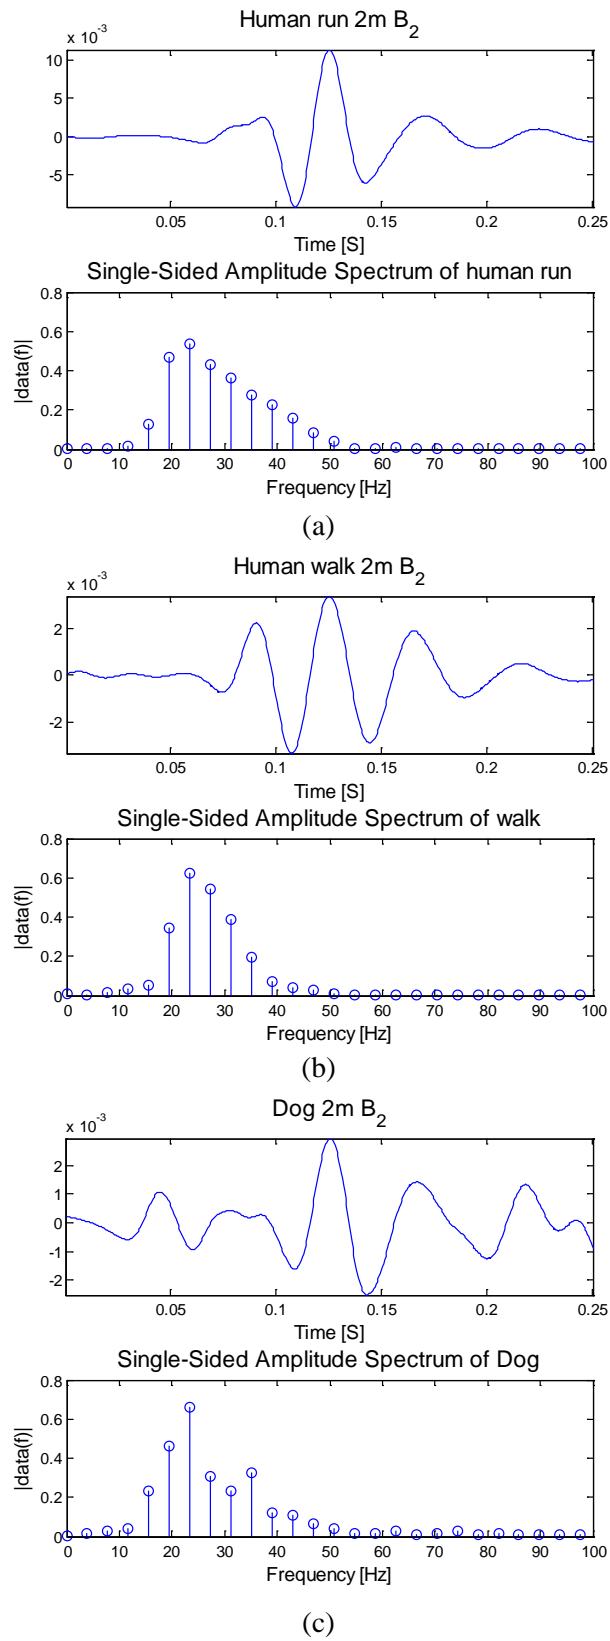 Human run 2m B2
x 10-3
10
5
0
-5
0.05 0.1 0.15 0.2 0.25
Time [S]
Single-Sided Amplitude Spectrum of human run
0.8
0.6
0.4
0.2
0
|data(f)|
0 10 20 30 40 50 60 70 80 90 100
Frequency [Hz]
(a)
Human walk 2m B2
x 10-3
2
0
-2
0.05 0.1 0.15 0.2 0.25
Time [S]
Single-Sided Amplitude Spectrum of walk
0.8
0.6
0.4
0.2
0
|data(f)|
0 10 20 30 40 50 60 70 80 90 100
Frequency [Hz]
(b)
Dog 2m B2
x 10-3
2
1
0
-1
-2
0.05 0.1 0.15 0.2 0.25
Time [S]
Single-Sided Amplitude Spectrum of Dog
0.8
0.6
0.4
0.2
0
|data(f)|
0 10 20 30 40 50 60 70 80 90 100
Frequency [Hz]
(c)